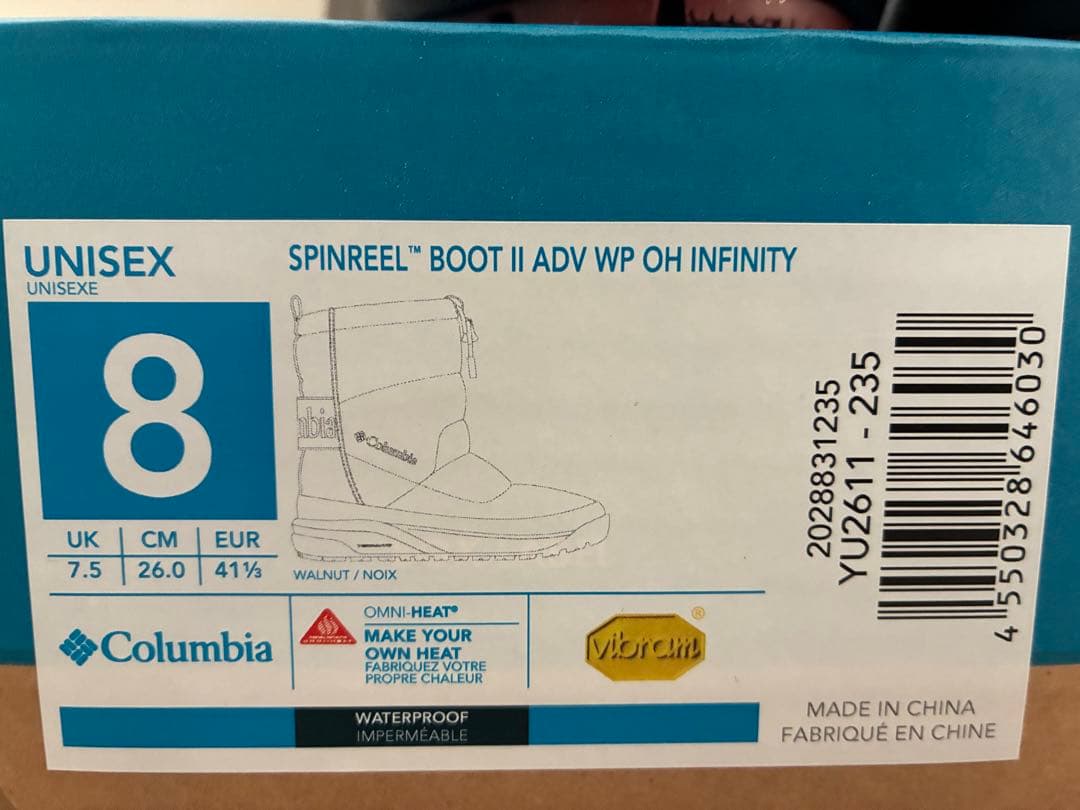 UNISEX
UNISEXE
SPINREEL™ BOOT II ADV WP OH INFINITY
8
UK CM EUR
7.5 26.0 41⅓
nbia
Columbia
WALNUT / NOIX
2028831235
YU2611 - 235
4 550328 646030
Columbia
OMNI-HEAT®
MAKE YOUR
OWN HEAT
FABRIQUEZ VOTRE
PROPRE CHALEUR
vibram®
WATERPROOF
IMPERMÉABLE
MADE IN CHINA
FABRIQUÉ EN CHINE